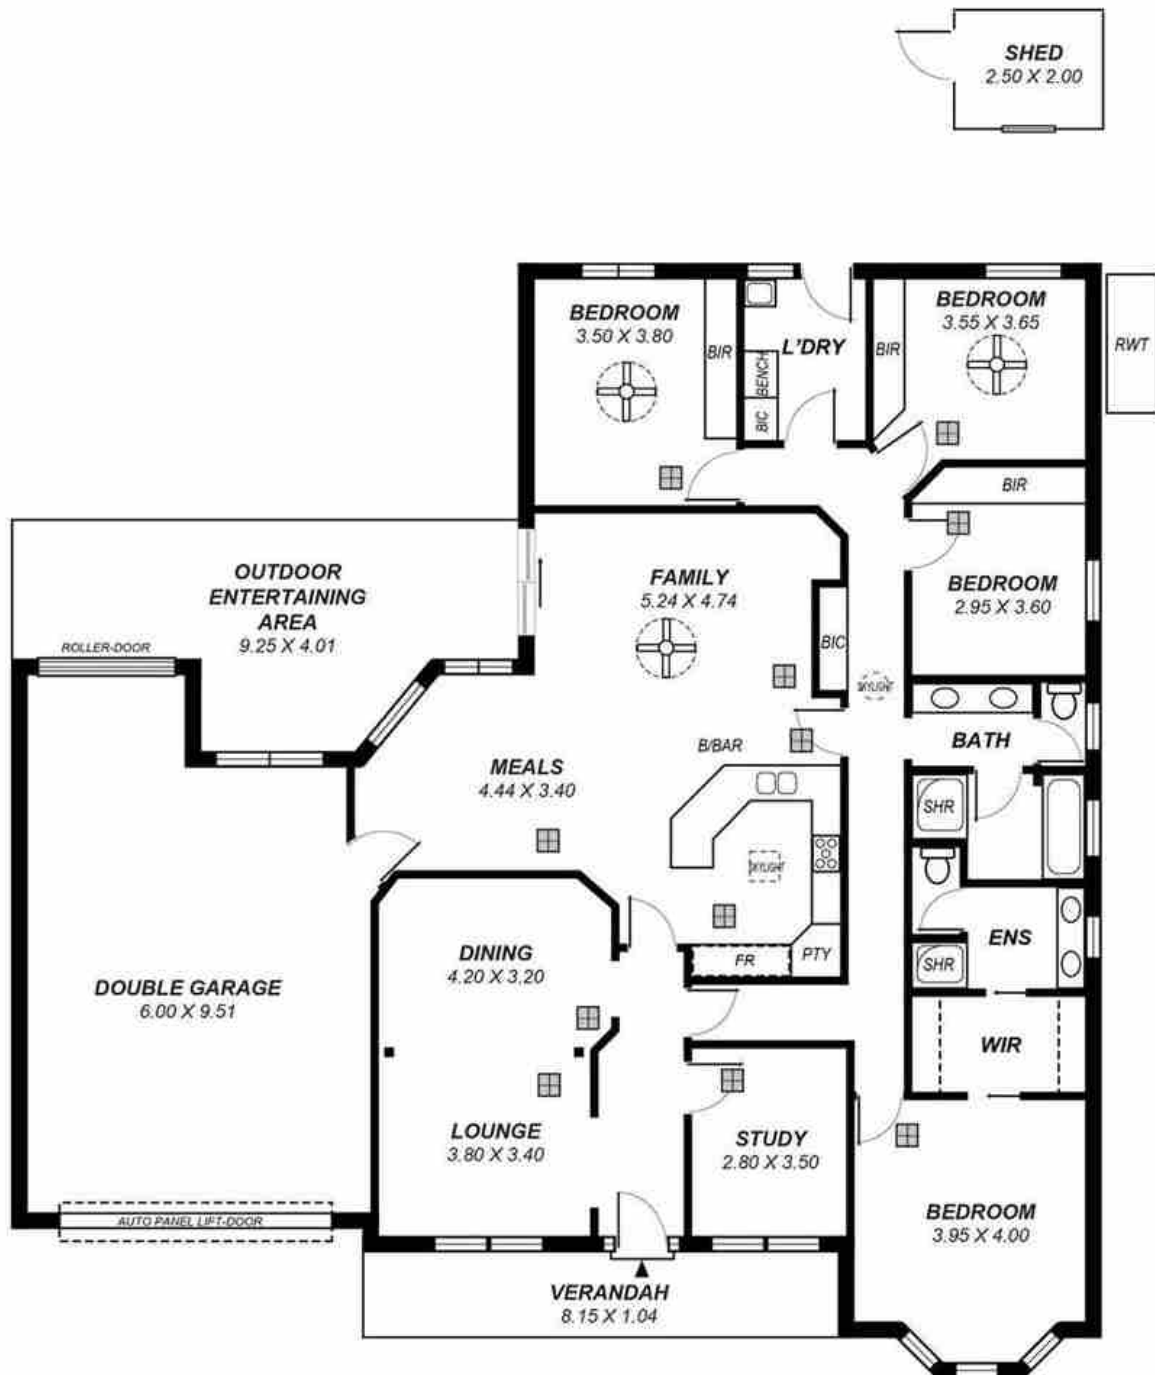 SHED
2.50 X 2.00
BEDROOM
3.50 X 3.80
BIR
L'DRY
BENCH
BIC
BIR
BEDROOM
3.55 X 3.65
RWT
BIR
BEDROOM
2.95 X 3.60
OUTDOOR
ENTERTAINING
AREA
9.25 X 4.01
ROLLER-DOOR
FAMILY
5.24 X 4.74
BIC
SKYLIGHT
B/BAR
BATH
MEALS
4.44 X 3.40
SHR
SKYLIGHT
ENS
SHR
FR
PTY
DINING
4.20 X 3.20
DOUBLE GARAGE
6.00 X 9.51
WIR
LOUNGE
3.80 X 3.40
STUDY
2.80 X 3.50
BEDROOM
3.95 X 4.00
AUTO PANEL LIFT-DOOR
VERANDAH
8.15 X 1.04